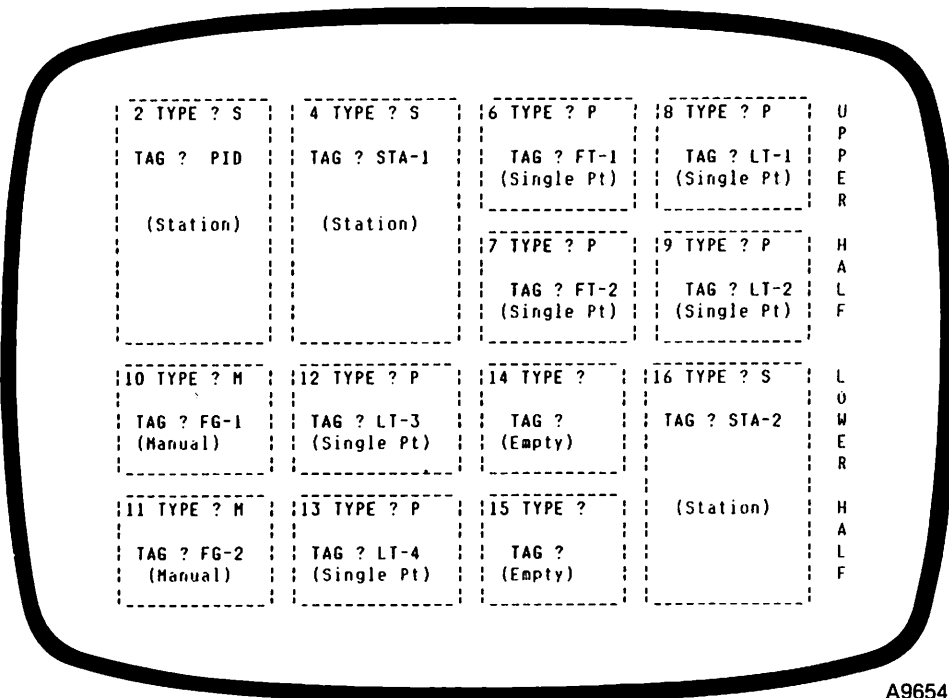 2 TYPE ? S
TAG ? PID
(Station)
4 TYPE ? S
TAG ? STA-1
(Station)
6 TYPE ? P
TAG ? FT-1
(Single Pt)
8 TYPE ? P
TAG ? LT-1
(Single Pt)
7 TYPE ? P
TAG ? FT-2
(Single Pt)
9 TYPE ? P
TAG ? LT-2
(Single Pt)
UPPER HALF
10 TYPE ? M
TAG ? FG-1
(Manual)
12 TYPE ? P
TAG ? LT-3
(Single Pt)
14 TYPE ?
TAG ?
(Empty)
16 TYPE ? S
TAG ? STA-2
(Station)
11 TYPE ? M
TAG ? FG-2
(Manual)
13 TYPE ? P
TAG ? LT-4
(Single Pt)
15 TYPE ?
TAG ?
(Empty)
LOWER HALF
A9654